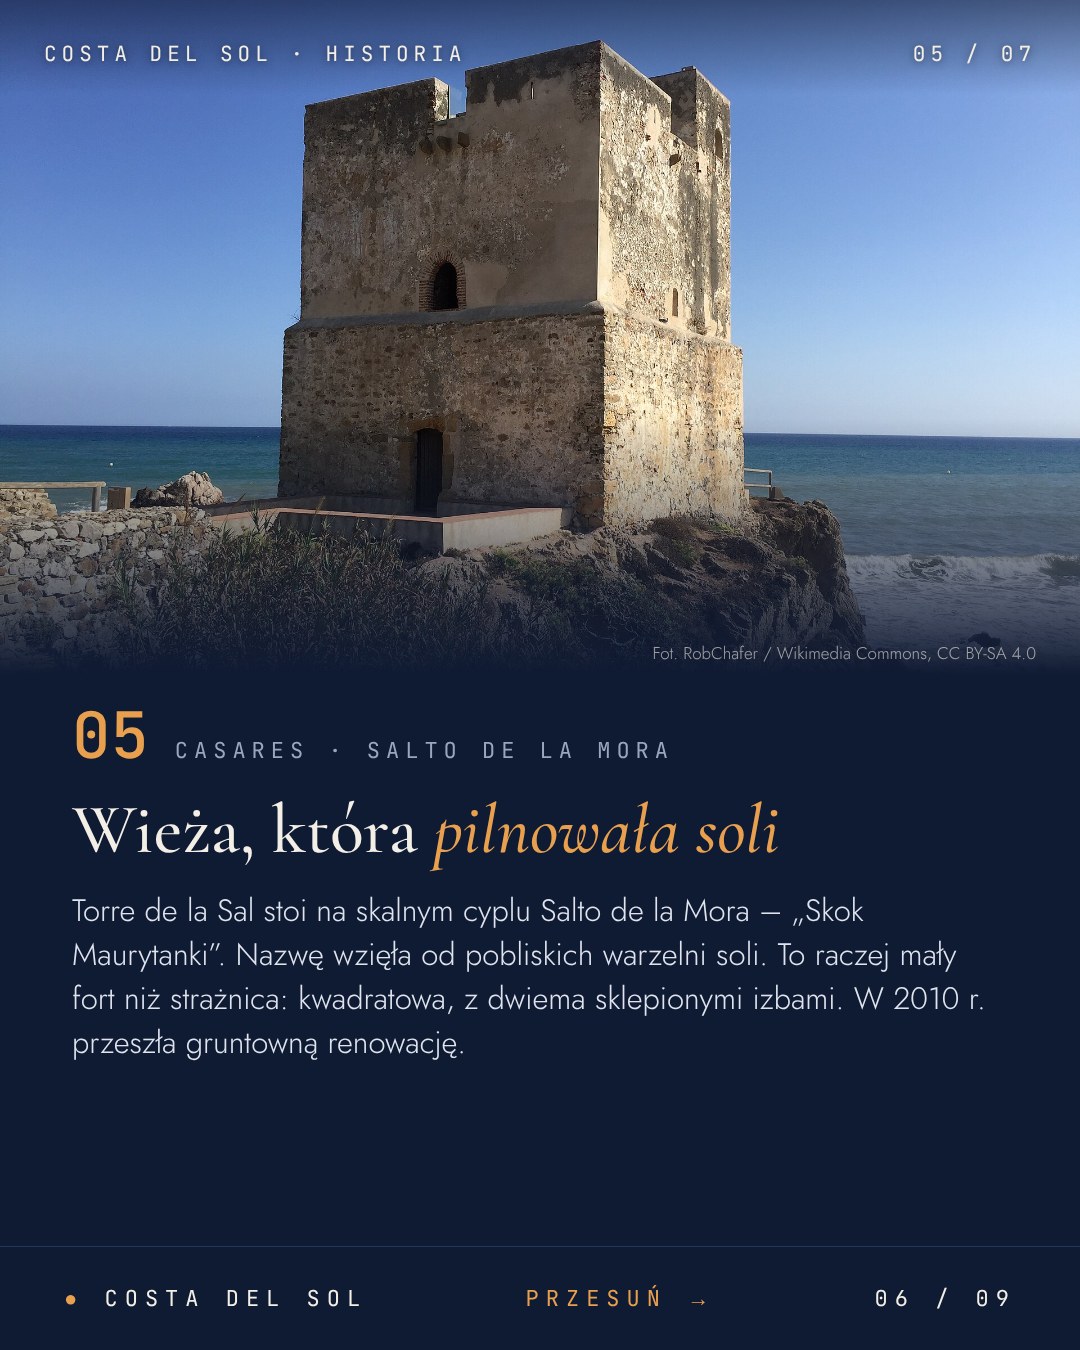 COSTA DEL SOL · HISTORIA
05 / 07
Fot. RobChafer / Wikimedia Commons, CC BY-SA 4.0
05 CASARES · SALTO DE LA MORA
Wieża, która pilnowała soli
Torre de la Sal stoi na skalnym cyplu Salto de la Mora – „Skok
Maurytanki”. Nazwę wzięła od pobliskich warzelni soli. To raczej mały
fort niż strażnica: kwadratowa, z dwiema sklepionymi izbami. W 2010 r.
przeszła gruntowną renowację.
• COSTA DEL SOL
PRZESUŃ →
06 / 09